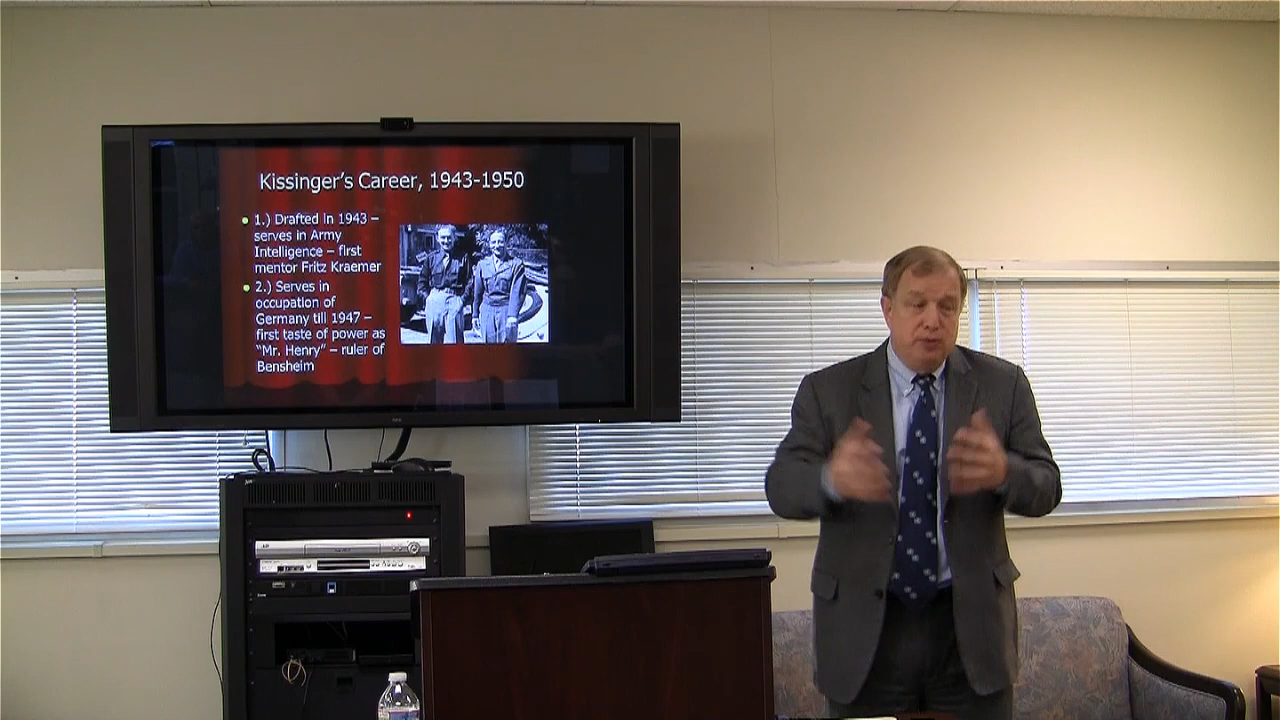 Kissinger's Career, 1943-1950
1.) Drafted in 1943 –
serves in Army
Intelligence – first
mentor Fritz Kraemer
2.) Serves in
occupation of
Germany till 1947 –
first taste of power as
"Mr. Henry" – ruler of
Bensheim